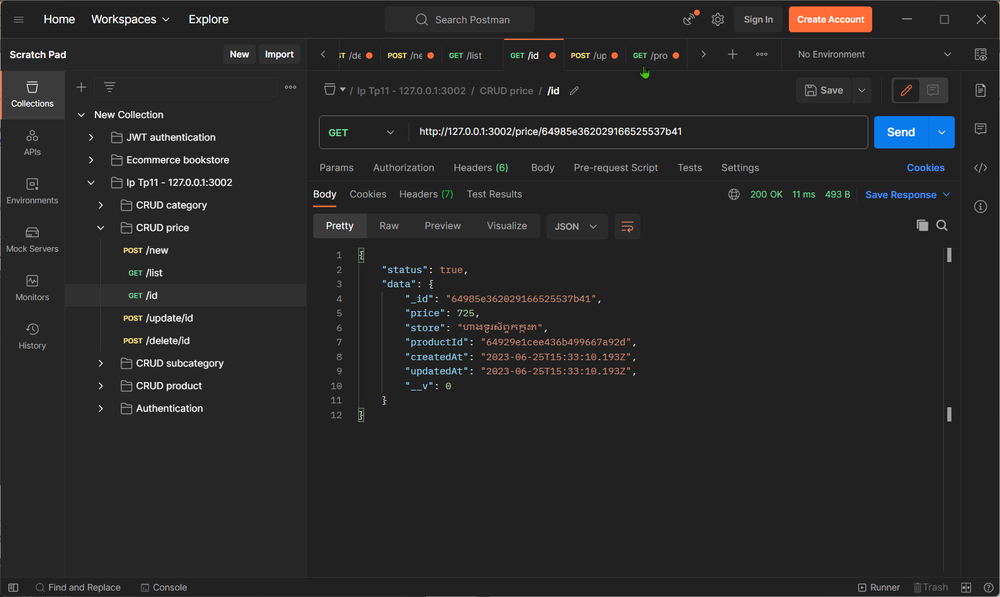 Home Workspaces Explore Search Postman Sign In Create Account
Scratch Pad New Import ST /de POST /ne GET /list GET /id POST /up GET /pro No Environment
Collections
APIs
Environments
Mock Servers
Monitors
History
New Collection
JWT authentication
Ecommerce bookstore
Ip Tp11 - 127.0.0.1:3002
CRUD category
CRUD price
POST /new
GET /list
GET /id
POST /update/id
POST /delete/id
CRUD subcategory
CRUD product
Authentication
/ Ip Tp11 - 127.0.0.1:3002 / CRUD price / /id Save
GET http://127.0.0.1:3002/price/64985e362029166525537b41 Send
Params Authorization Headers (6) Body Pre-request Script Tests Settings Cookies
Body Cookies Headers (7) Test Results 200 OK 11 ms 493 B Save Response
Pretty Raw Preview Visualize JSON
1 {
2 "status": true,
3 "data": {
4 "_id": "64985e362029166525537b41",
5 "price": 725,
6 "store": "ហាងទូរស័ព្ទកក្កដា",
7 "productId": "64929e1cee436b499667a92d",
8 "createdAt": "2023-06-25T15:33:10.193Z",
9 "updatedAt": "2023-06-25T15:33:10.193Z",
10 "__v": 0
11 }
12 }
Find and Replace Console Runner Trash